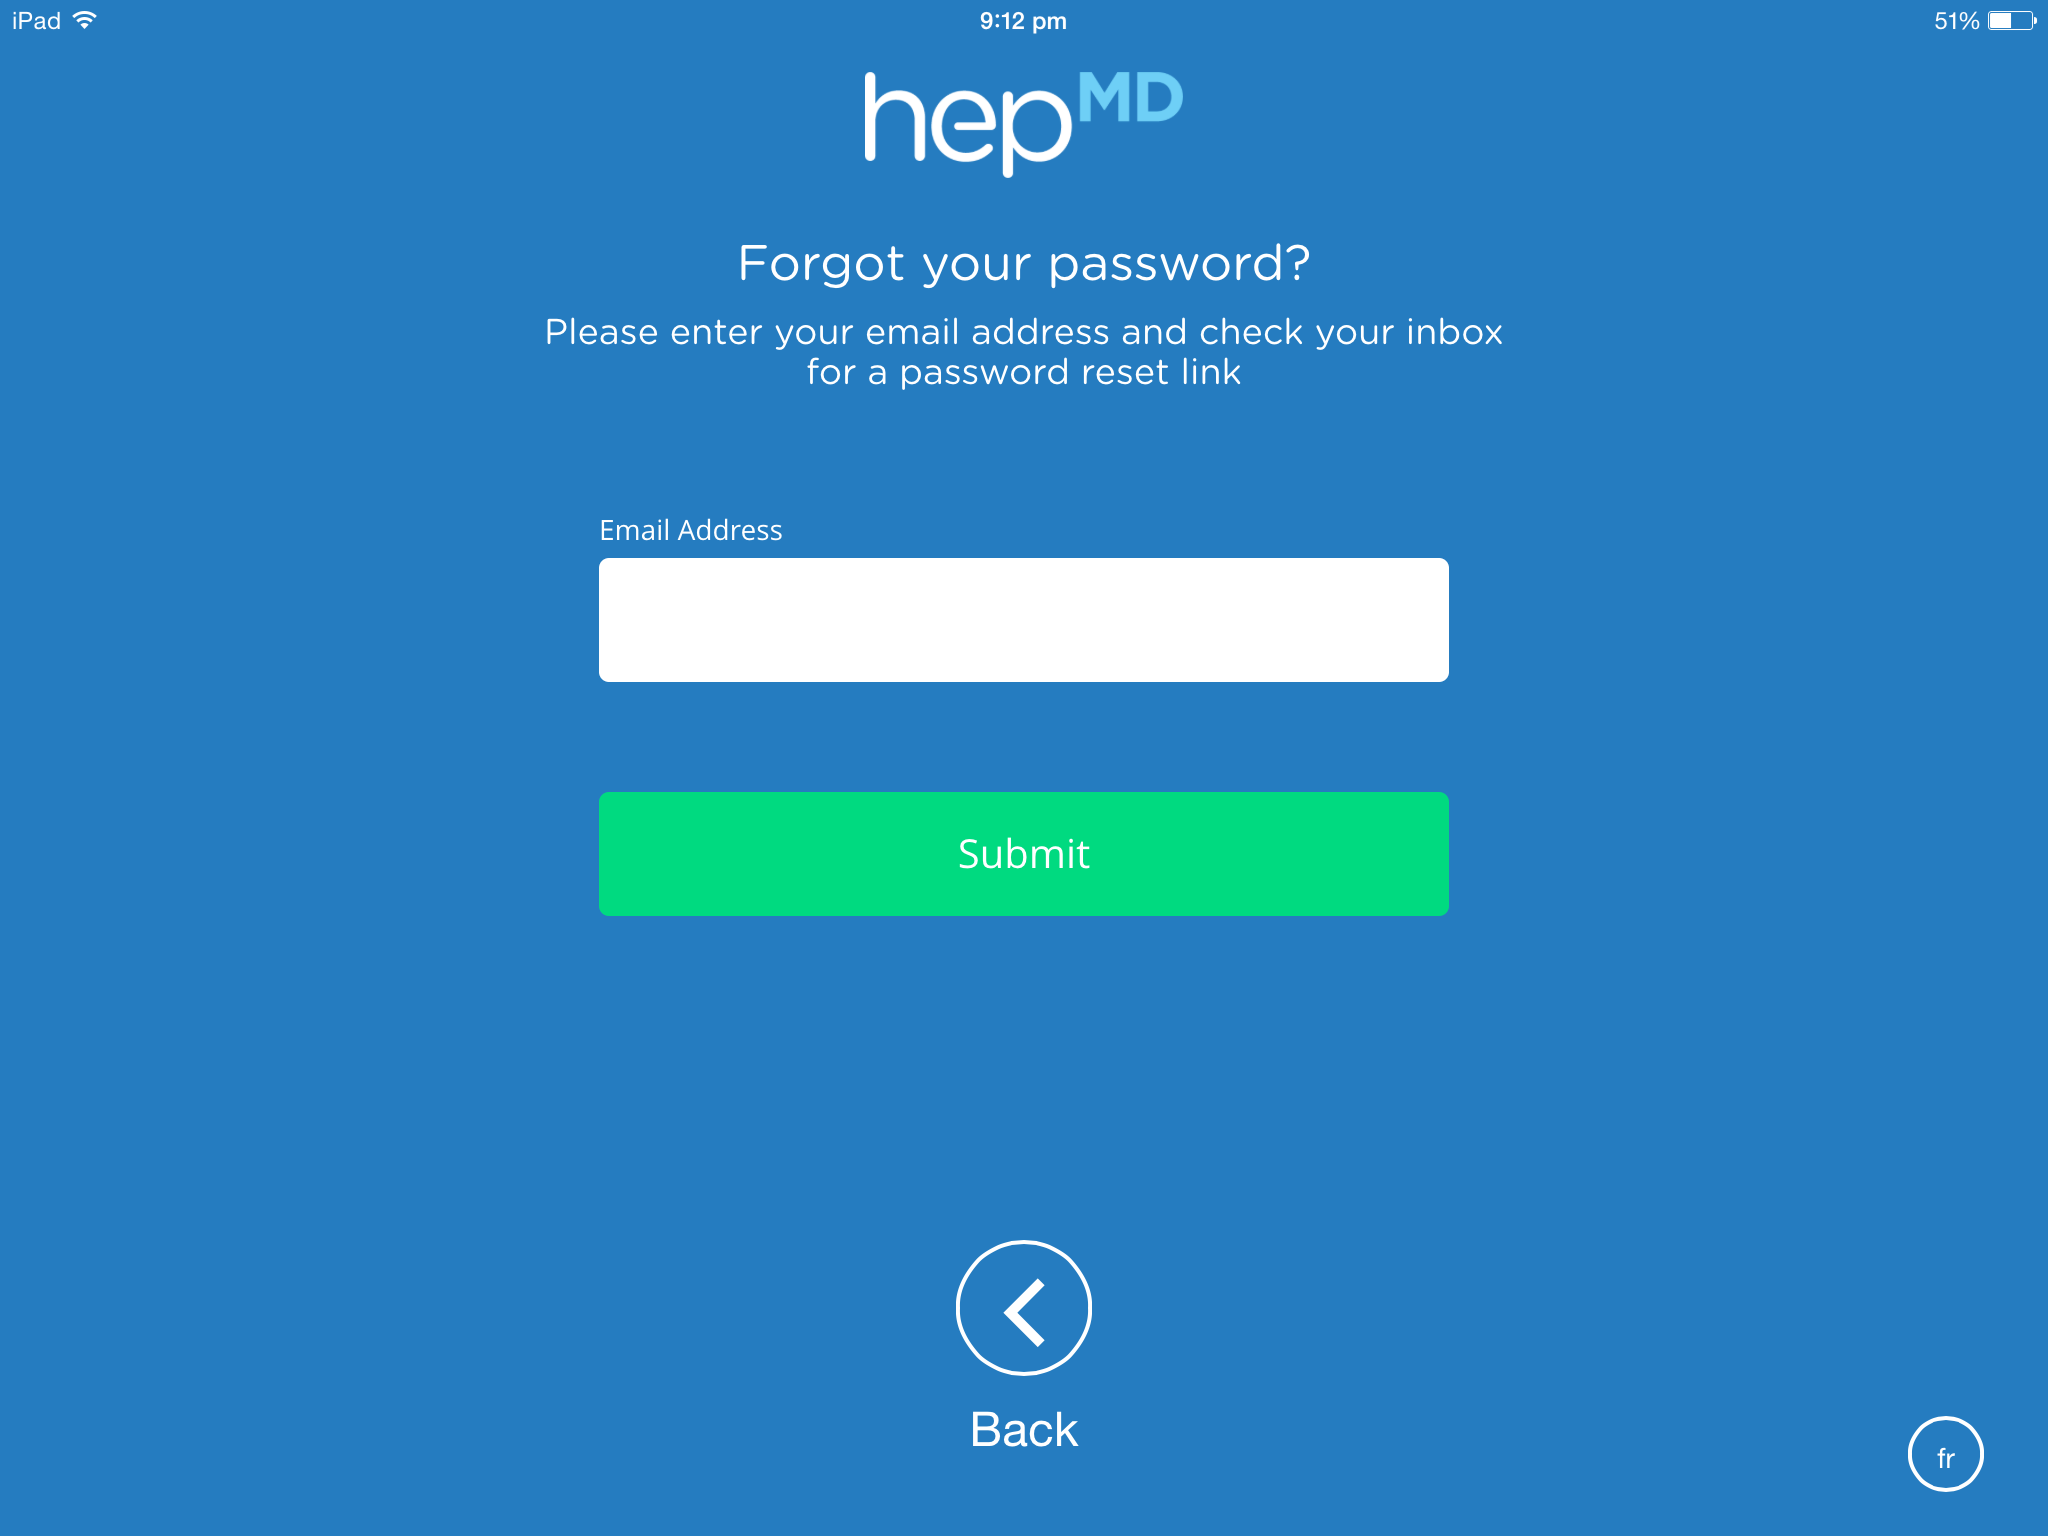 iPad
9:12 pm
51%
hepMD
Forgot your password?
Please enter your email address and check your inbox
for a password reset link
Email Address
Submit
Back
fr